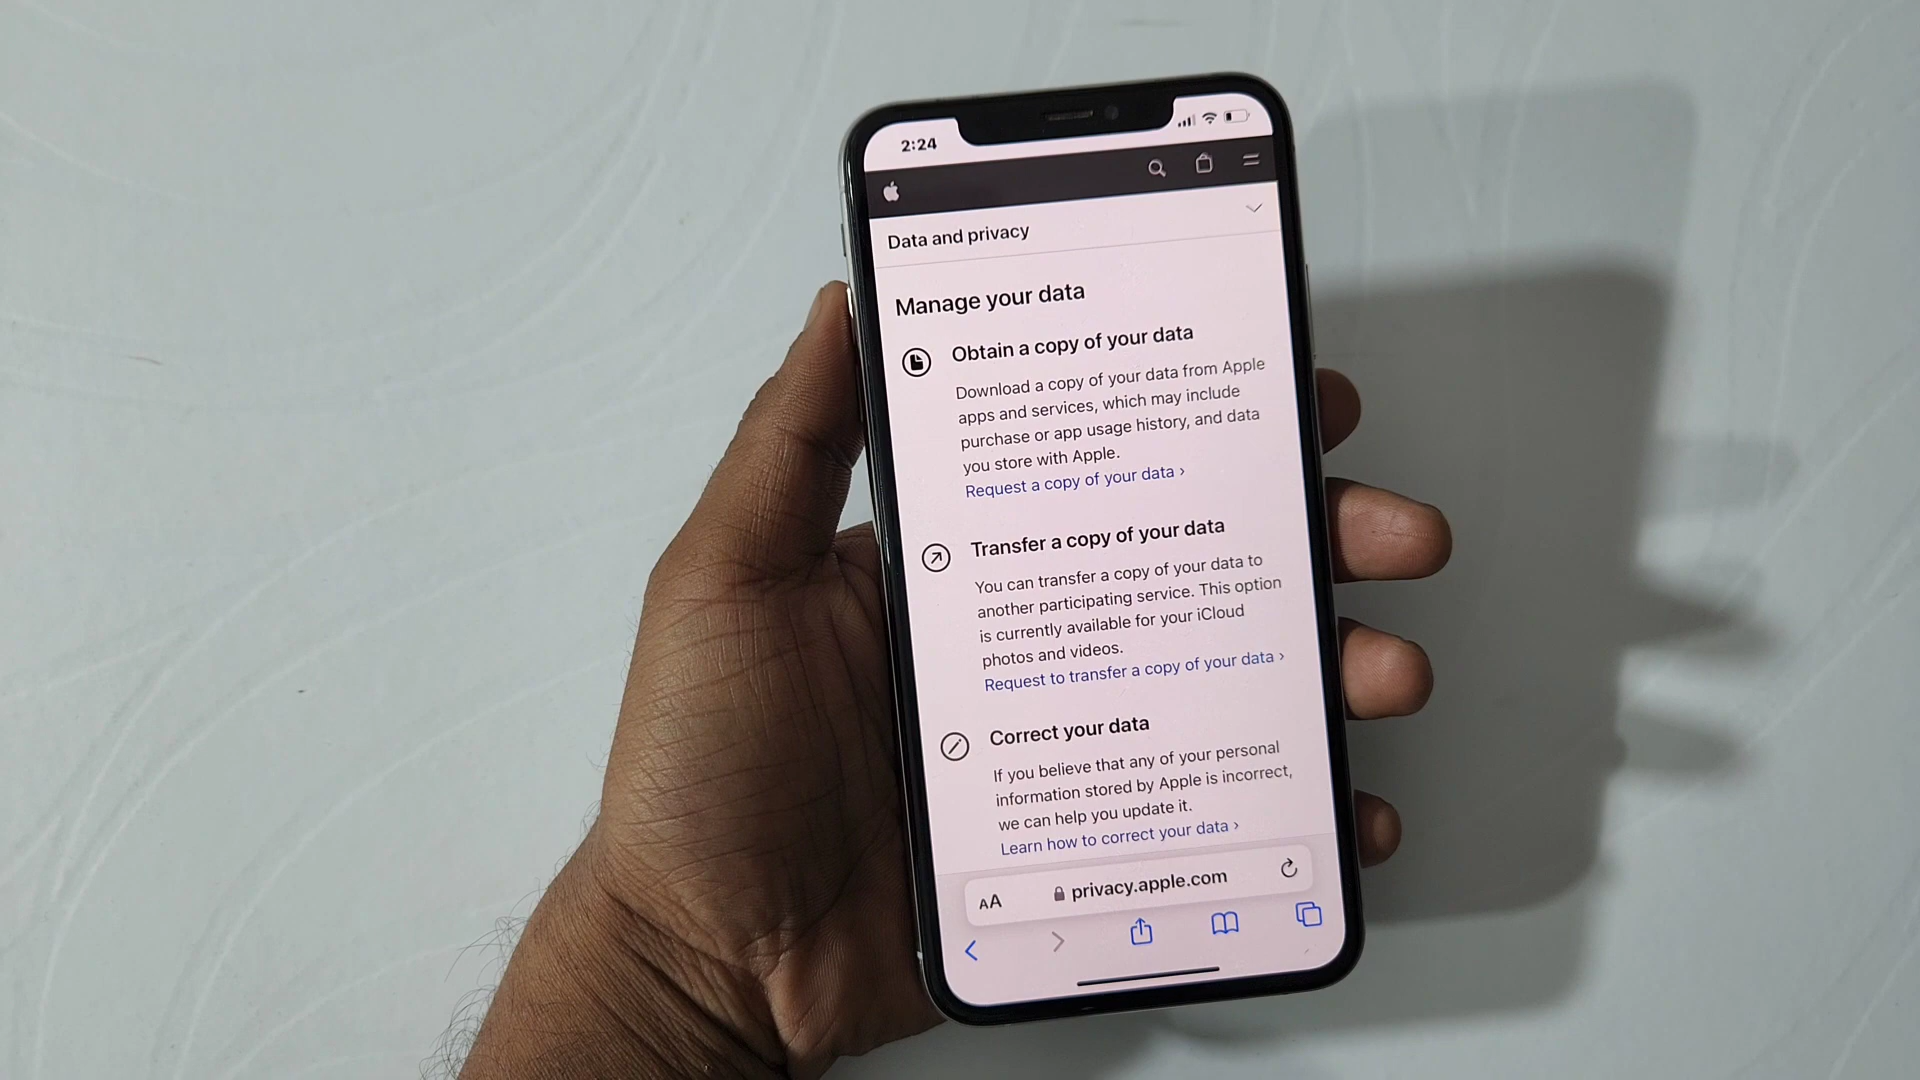 2:24
Data and privacy
Manage your data
Obtain a copy of your data
Download a copy of your data from Apple
apps and services, which may include
purchase or app usage history, and data
you store with Apple.
Request a copy of your data ›
Transfer a copy of your data
You can transfer a copy of your data to
another participating service. This option
is currently available for your iCloud
photos and videos.
Request to transfer a copy of your data ›
Correct your data
If you believe that any of your personal
information stored by Apple is incorrect,
we can help you update it.
Learn how to correct your data ›
AA privacy.apple.com